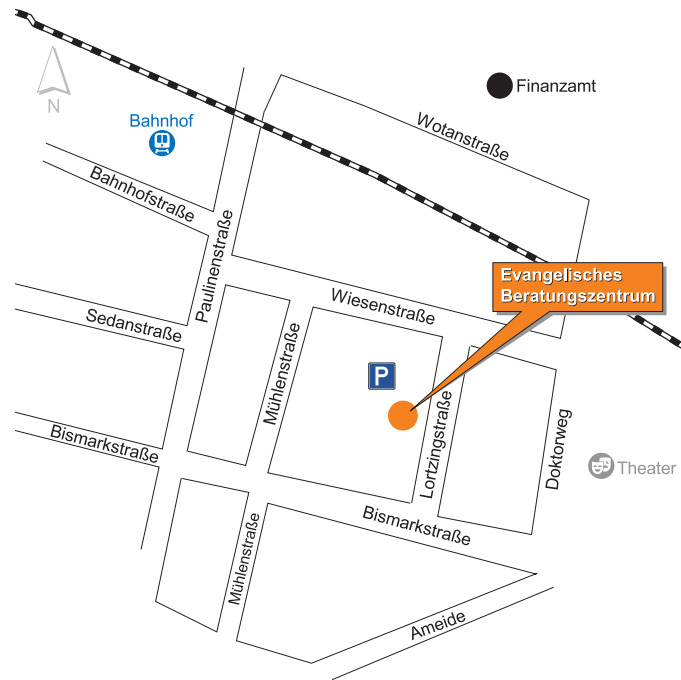 Finanzamt
Wotanstraße
N
Bahnhof
Bahnhofstraße
Paulinenstraße
Evangelisches
Beratungszentrum
Wiesenstraße
Sedanstraße
Mühlenstraße
P
Lortzingstraße
Doktorweg
Bismarkstraße
Theater
Bismarkstraße
Mühlenstraße
Ameide